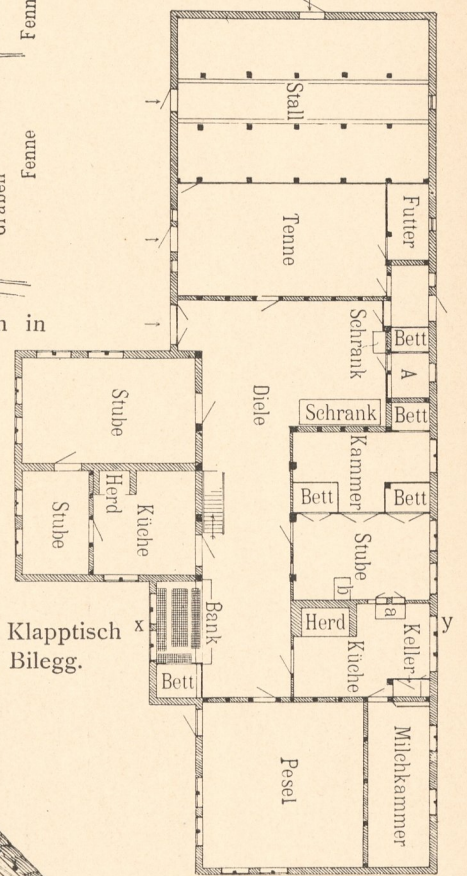 Fenne
Fenne
n in
Stall
Tenne
Futter
Schrank
Bett
A
Bett
Schrank
Diele
Stube
Kammer
Bett
Bett
Herd
Küche
Stube
Stube
b
a
Bank
Herd
Küche
Keller
x
y
Klapptisch
Bilegg.
Bett
Pesel
Milchkammer